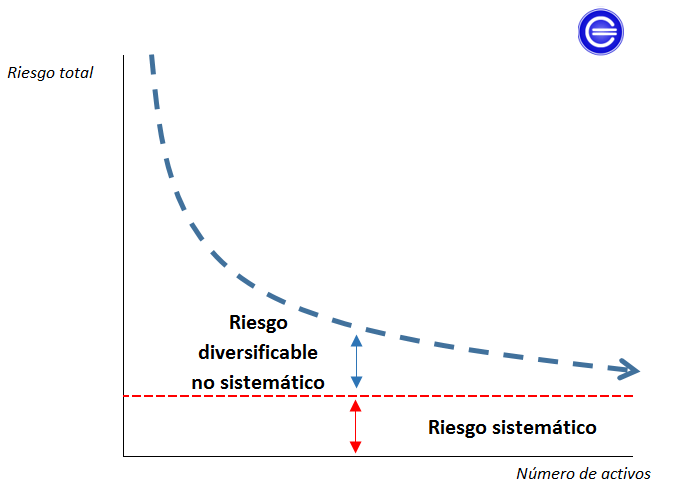 Riesgo total
Riesgo
diversificable
no sistemático
Riesgo sistemático
Número de activos